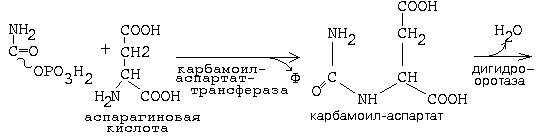 NH2
C=O
OPO3H2
+
COOH
CH2
CH
H2N
COOH
аспарагиновая
кислота
карбамоил-
аспартат-
трансфераза
Ф
COOH
NH2
CH2
C
CH
O
NH
COOH
карбамоил-аспартат
H2O
дигидро-
оротаза